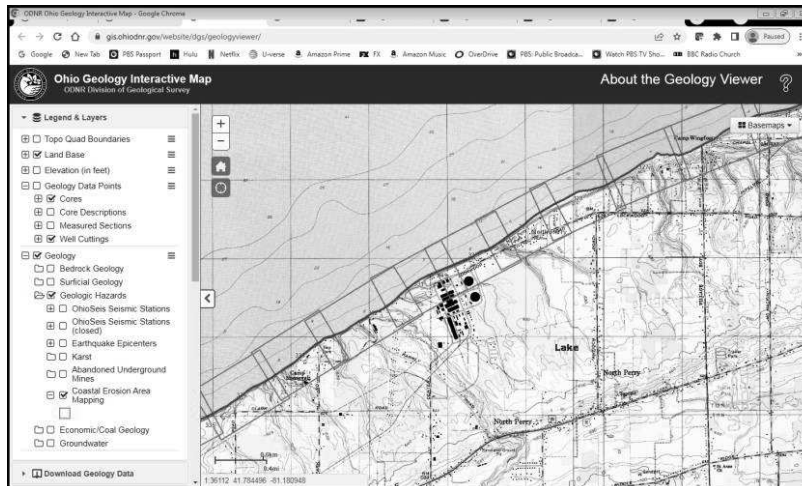 ODNR Ohio Geology Interactive Map - Google Chrome
gis.ohiodnr.gov/website/dgs/geologyviewer/
Paused
Google New Tab PBS Passport Hulu Netflix U-verse Amazon Prime FX Amazon Music OverDrive PBS: Public Broadca... Watch PBS TV Sho... BBC Radio Church
Ohio Geology Interactive Map
ODNR Division of Geological Survey
About the Geology Viewer
Legend & Layers
Topo Quad Boundaries
Land Base
Elevation (in feet)
Geology Data Points
Cores
Core Descriptions
Measured Sections
Well Cuttings
Geology
Bedrock Geology
Surficial Geology
Geologic Hazards
OhioSeis Seismic Stations
OhioSeis Seismic Stations
(closed)
Earthquake Epicenters
Karst
Abandoned Underground
Mines
Coastal Erosion Area
Mapping
Economic/Coal Geology
Groundwater
Download Geology Data
+
−
Basemaps
Lake
North Perry
North Perry
1:36112 41.784496 -81.180948